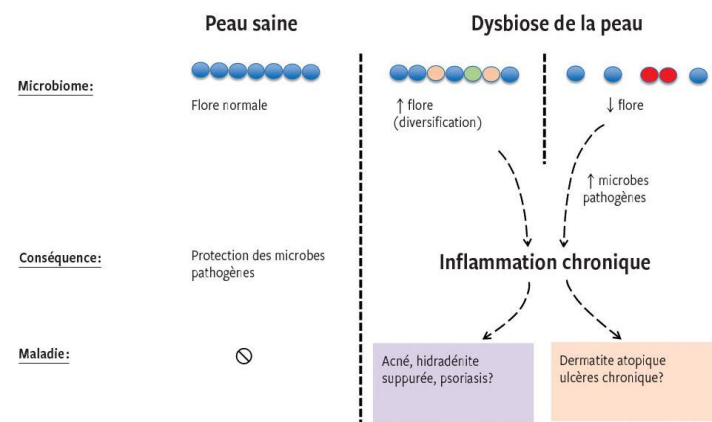 Peau saine
Dysbiose de la peau
Microbiome:
Flore normale
↑ flore
(diversification)
↓ flore
↑ microbes
pathogènes
Conséquence:
Protection des microbes
pathogènes
Inflammation chronique
Maladie:
Acné, hidradénite
suppurée, psoriasis?
Dermatite atopique
ulcères chronique?